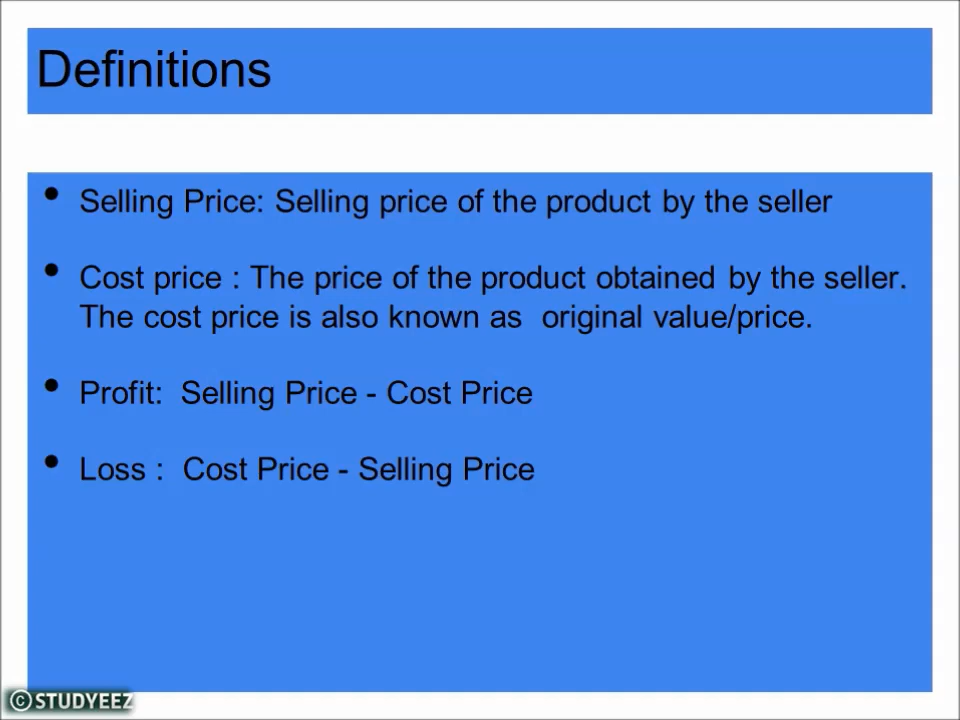 Definitions
• Selling Price: Selling price of the product by the seller
• Cost price : The price of the product obtained by the seller.
The cost price is also known as  original value/price.
• Profit:  Selling Price - Cost Price
• Loss :  Cost Price - Selling Price
© STUDYEEZ